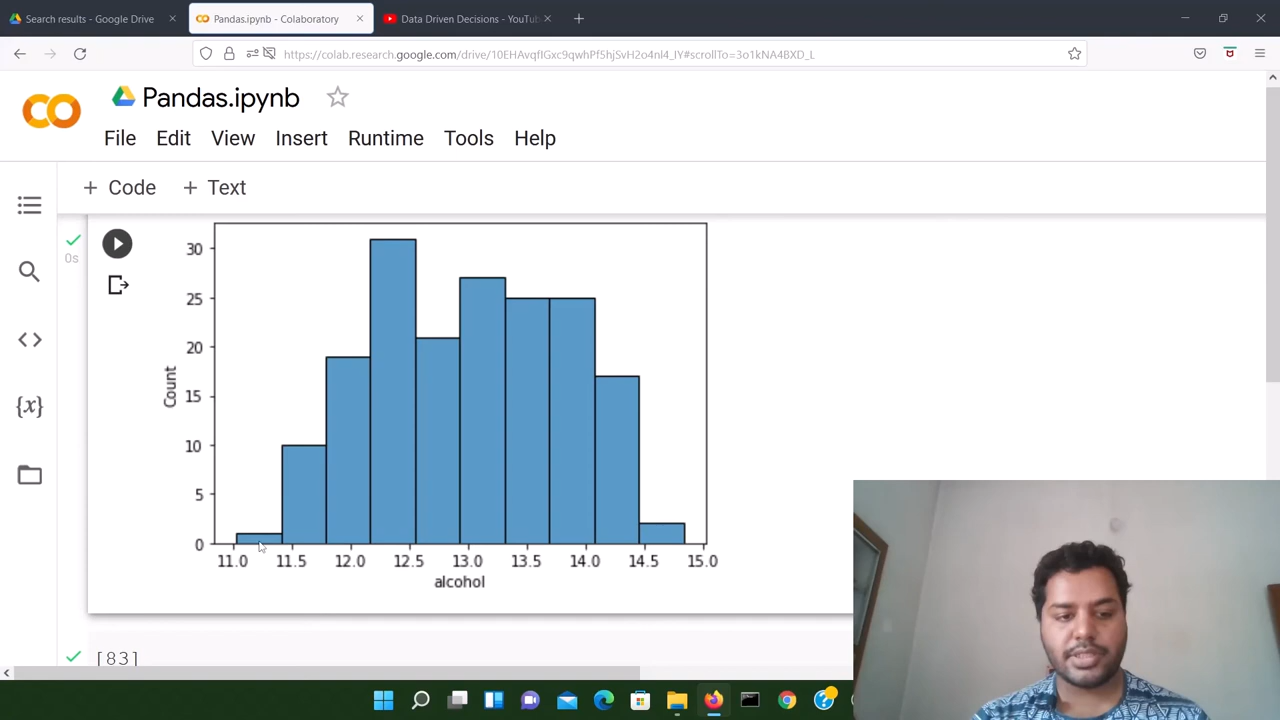 Search results - Google Drive
Pandas.ipynb - Colaboratory
Data Driven Decisions - YouTub
https://colab.research.google.com/drive/10EHAvqfIGxc9qwhPf5hjSvH2o4nI4_IY#scrollTo=3o1kNA4BXD_L
Pandas.ipynb
File Edit View Insert Runtime Tools Help
+ Code + Text
0s
30
25
20
15
10
5
0
Count
11.0 11.5 12.0 12.5 13.0 13.5 14.0 14.5 15.0
alcohol
{x}
[83]